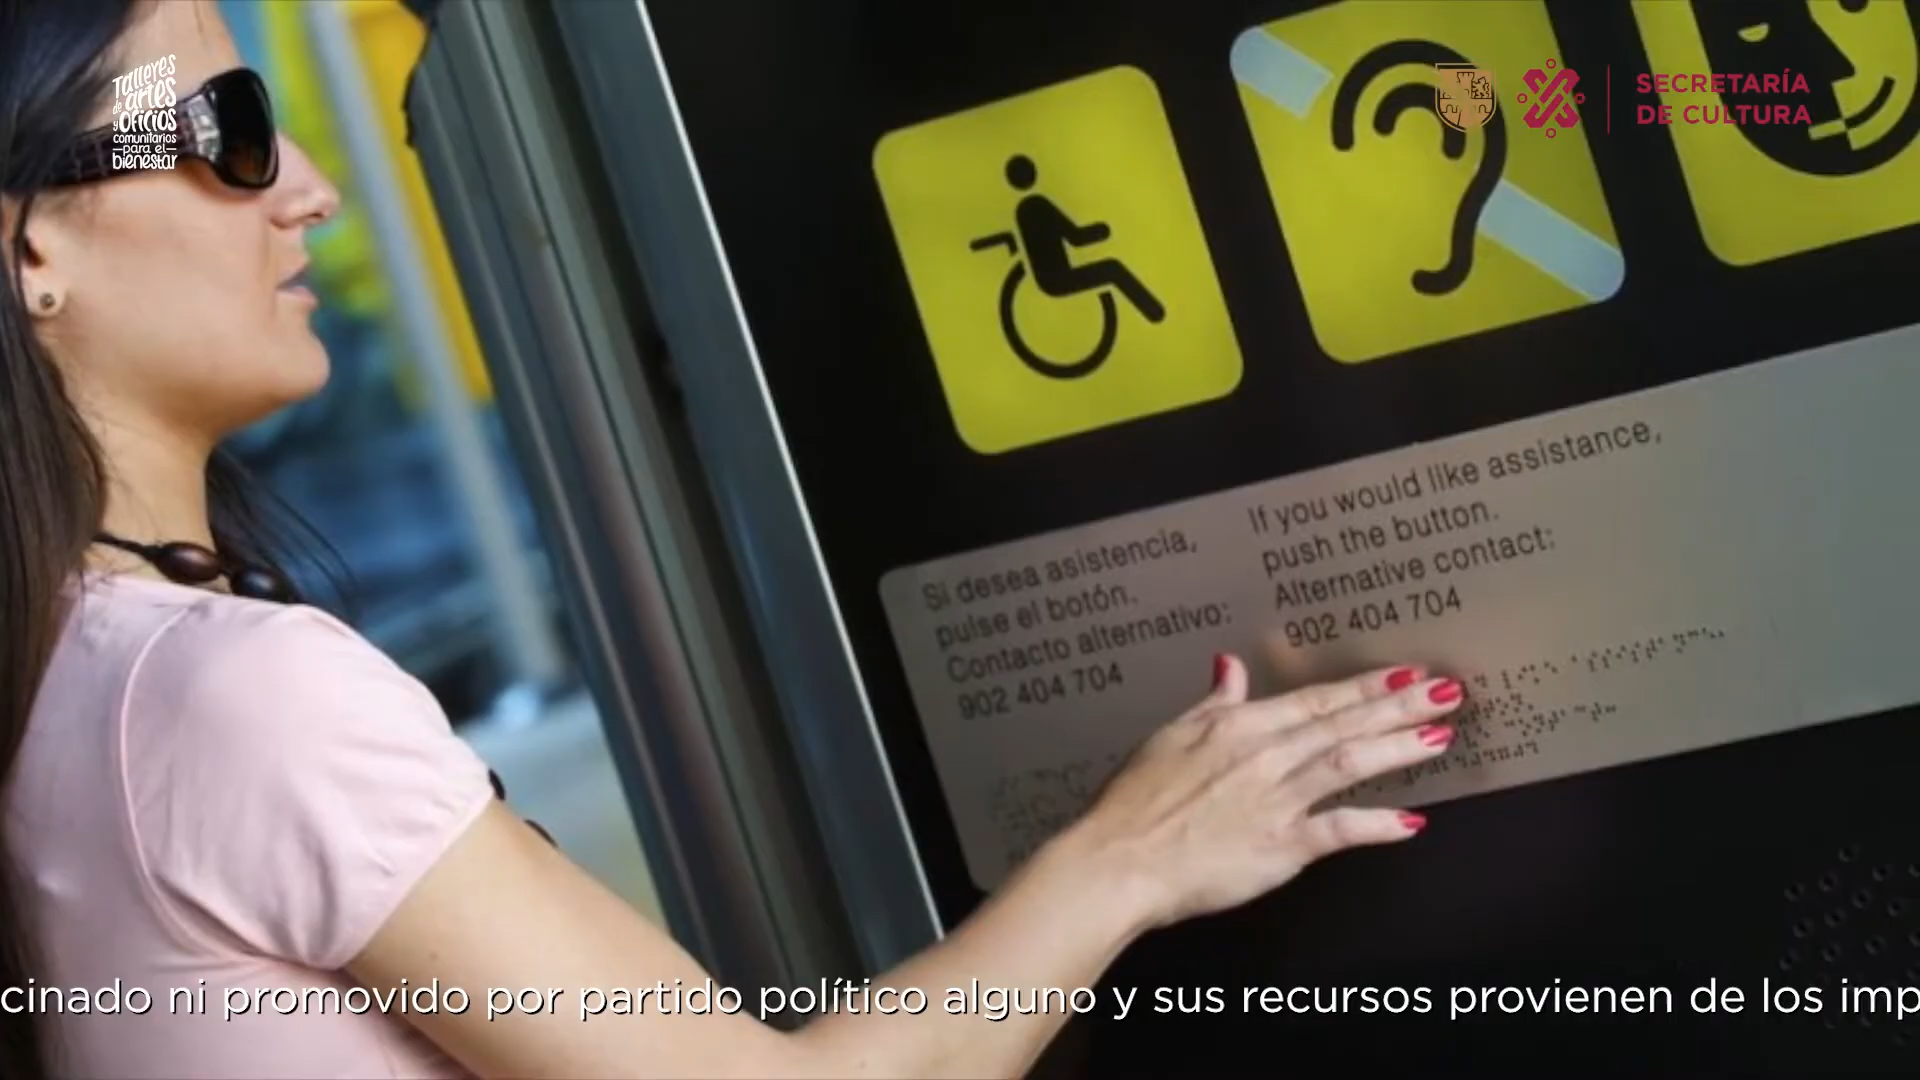 Talleres
de artes
y oficios
comunitarios
para el
bienestar
SECRETARÍA
DE CULTURA
Si desea asistencia,
pulse el botón.
Contacto alternativo:
902 404 704
If you would like assistance,
push the button.
Alternative contact:
902 404 704
cinado ni promovido por partido político alguno y sus recursos provienen de los imp